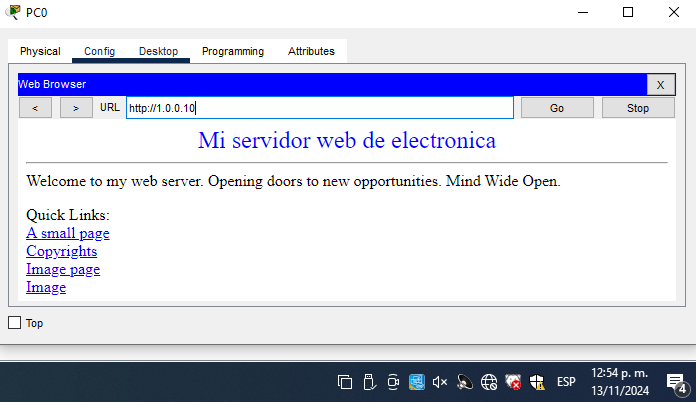 PC0
Physical Config Desktop Programming Attributes
Web Browser X
< > URL http://1.0.0.10 Go Stop
Mi servidor web de electronica
Welcome to my web server. Opening doors to new opportunities. Mind Wide Open.
Quick Links:
A small page
Copyrights
Image page
Image
Top
ESP 12:54 p. m. 4
13/11/2024